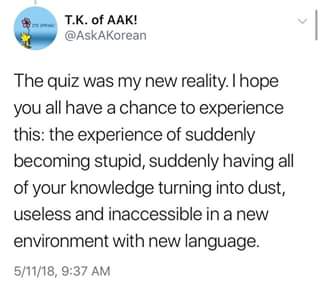 T.K. of AAK!
@AskAKorean
The quiz was my new reality. I hope
you all have a chance to experience
this: the experience of suddenly
becoming stupid, suddenly having all
of your knowledge turning into dust,
useless and inaccessible in a new
environment with new language.
5/11/18, 9:37 AM